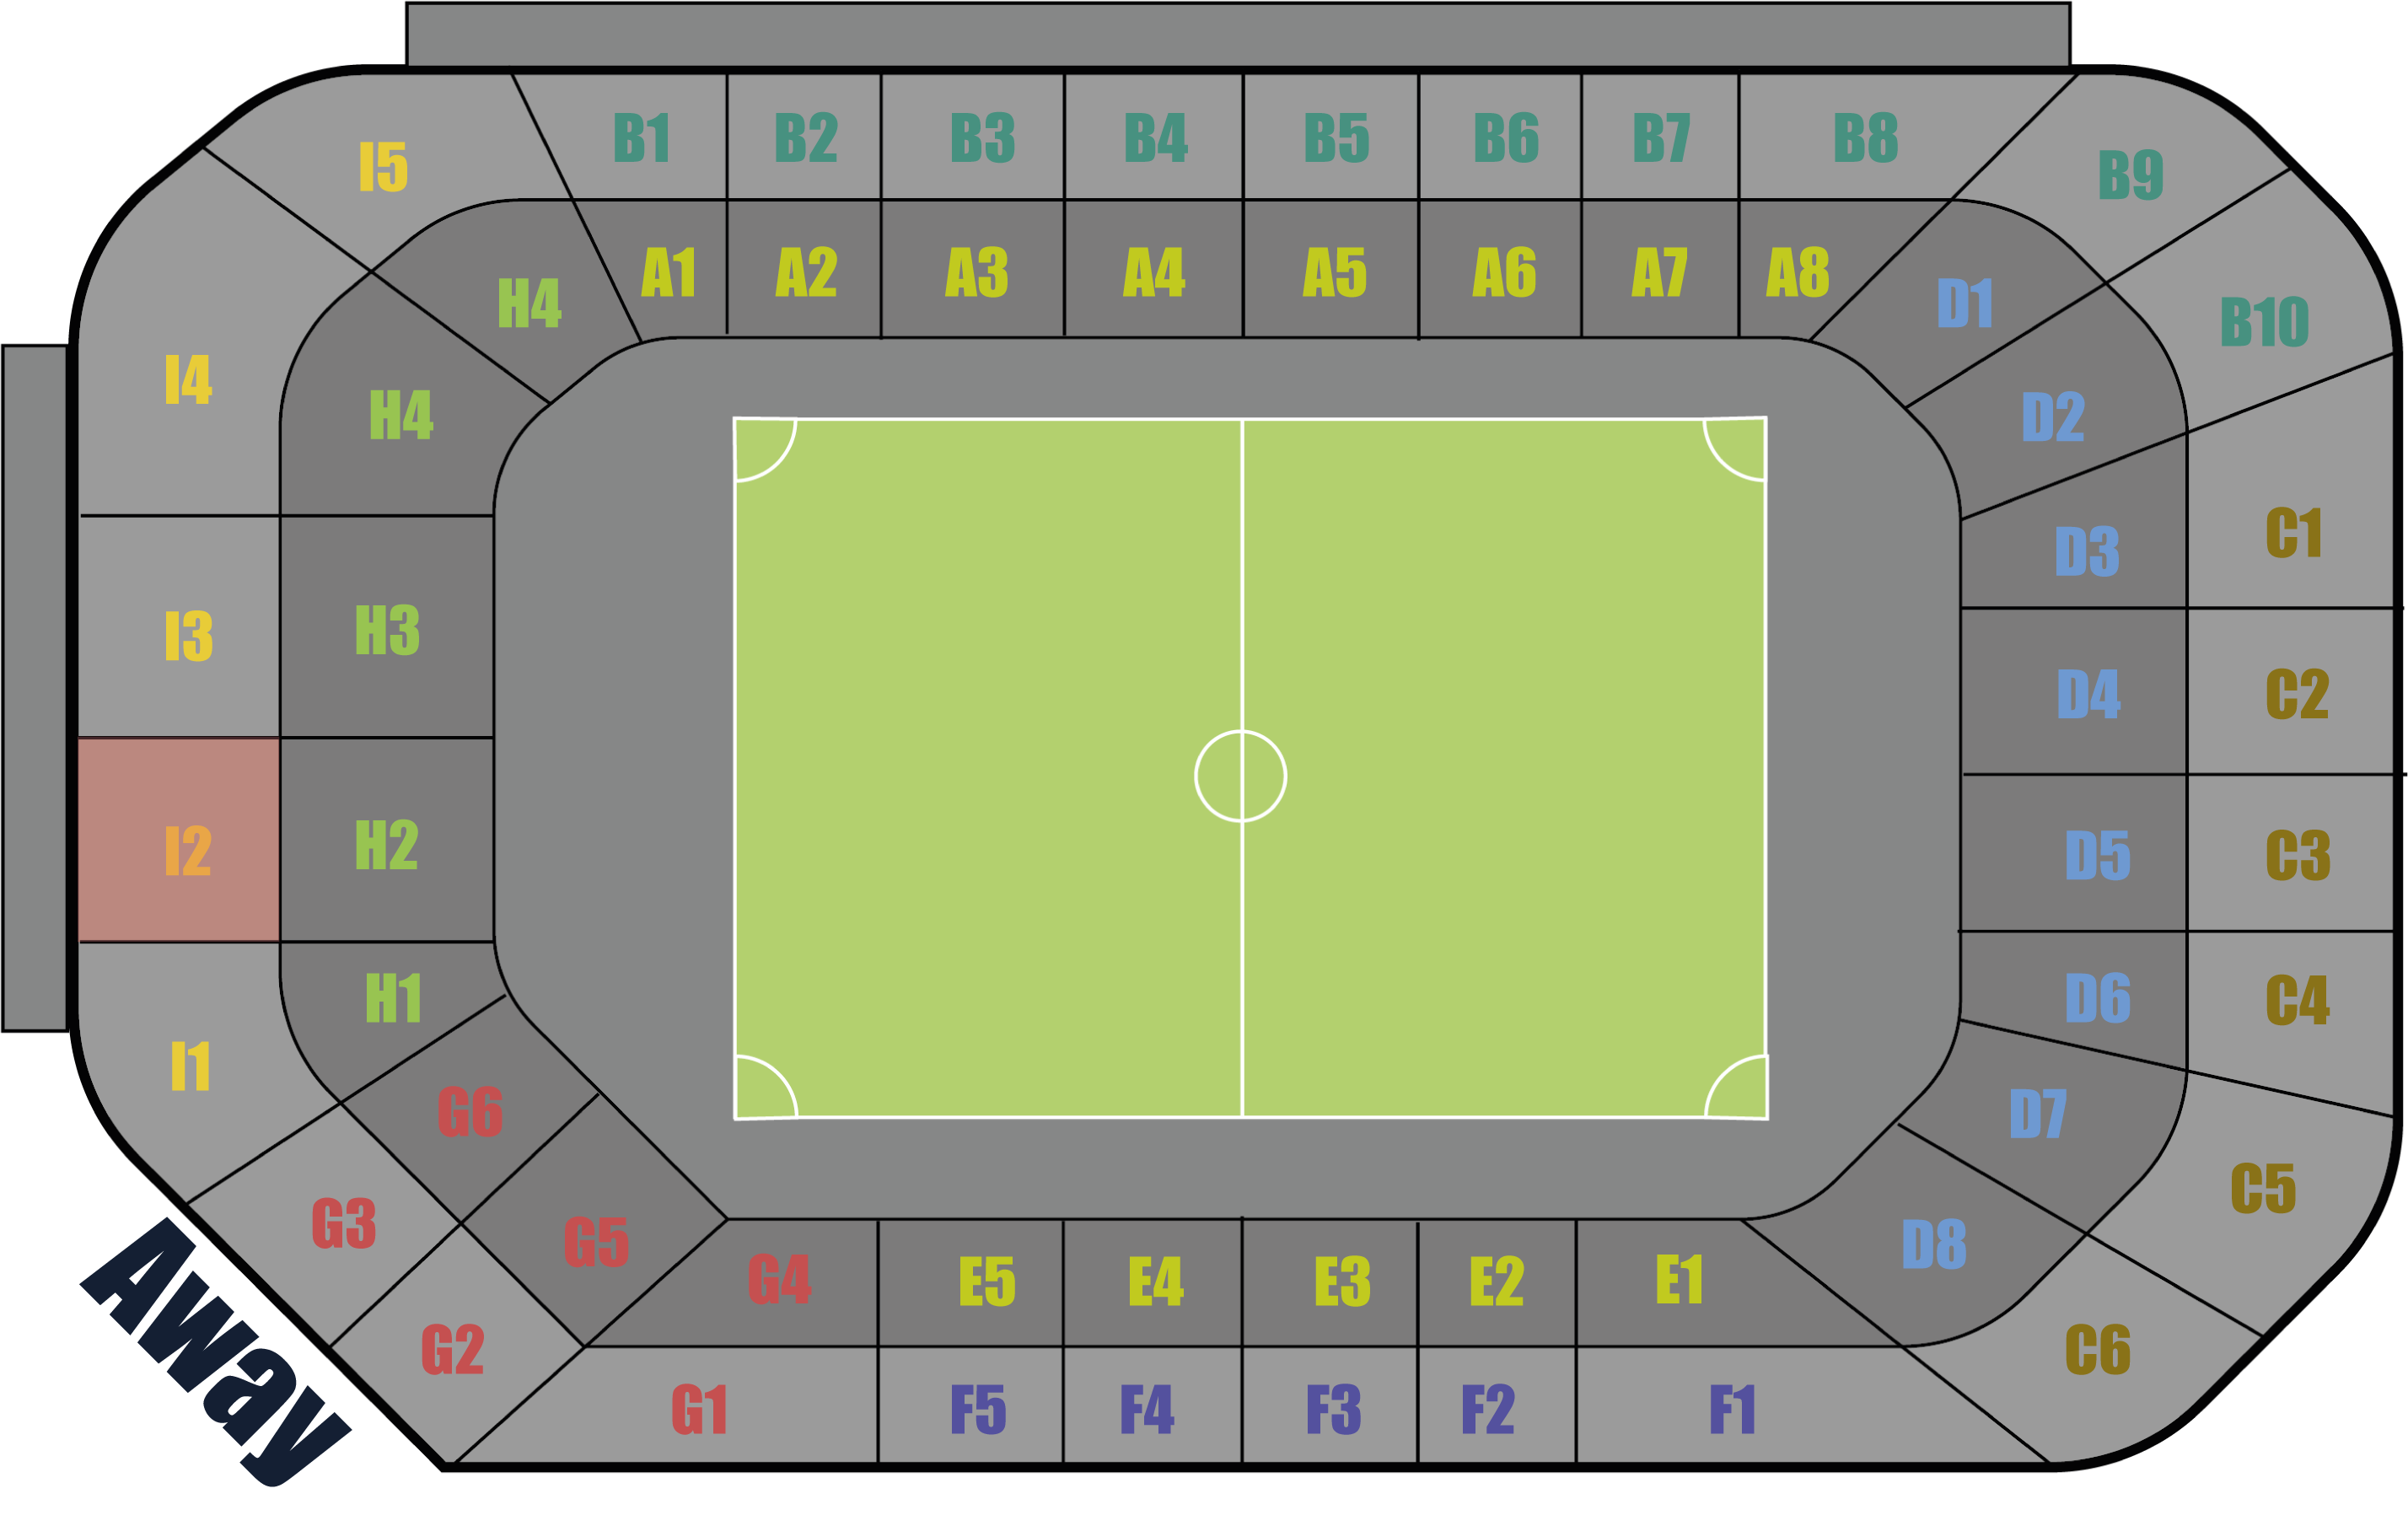 B1 B2 B3 B4 B5 B6 B7 B8
I5 B9
A1 A2 A3 A4 A5 A6 A7 A8
H4 D1 B10
I4 H4 D2
C1
D3
I3 H3
D4 C2
I2 H2 D5 C3
H1 D6 C4
I1
G6 D7
G3 G5 D8 C5
G4 E5 E4 E3 E2 E1
G2 C6
G1 F5 F4 F3 F2 F1
Away